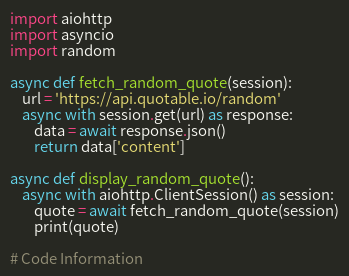 import aiohttp
import asyncio
import random

async def fetch_random_quote(session):
    url = 'https://api.quotable.io/random'
    async with session.get(url) as response:
        data = await response.json()
        return data['content']

async def display_random_quote():
    async with aiohttp.ClientSession() as session:
        quote = await fetch_random_quote(session)
        print(quote)

# Code Information